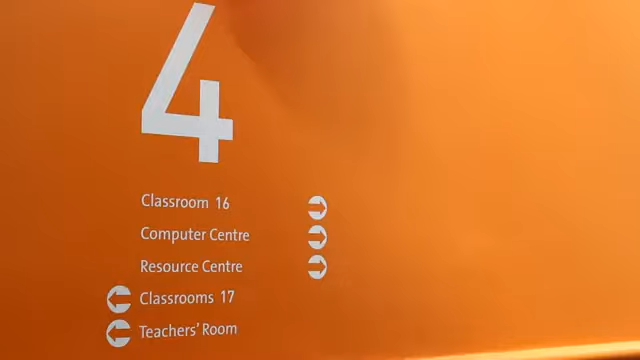 4
Classroom 16
Computer Centre
Resource Centre
Classrooms 17
Teachers' Room